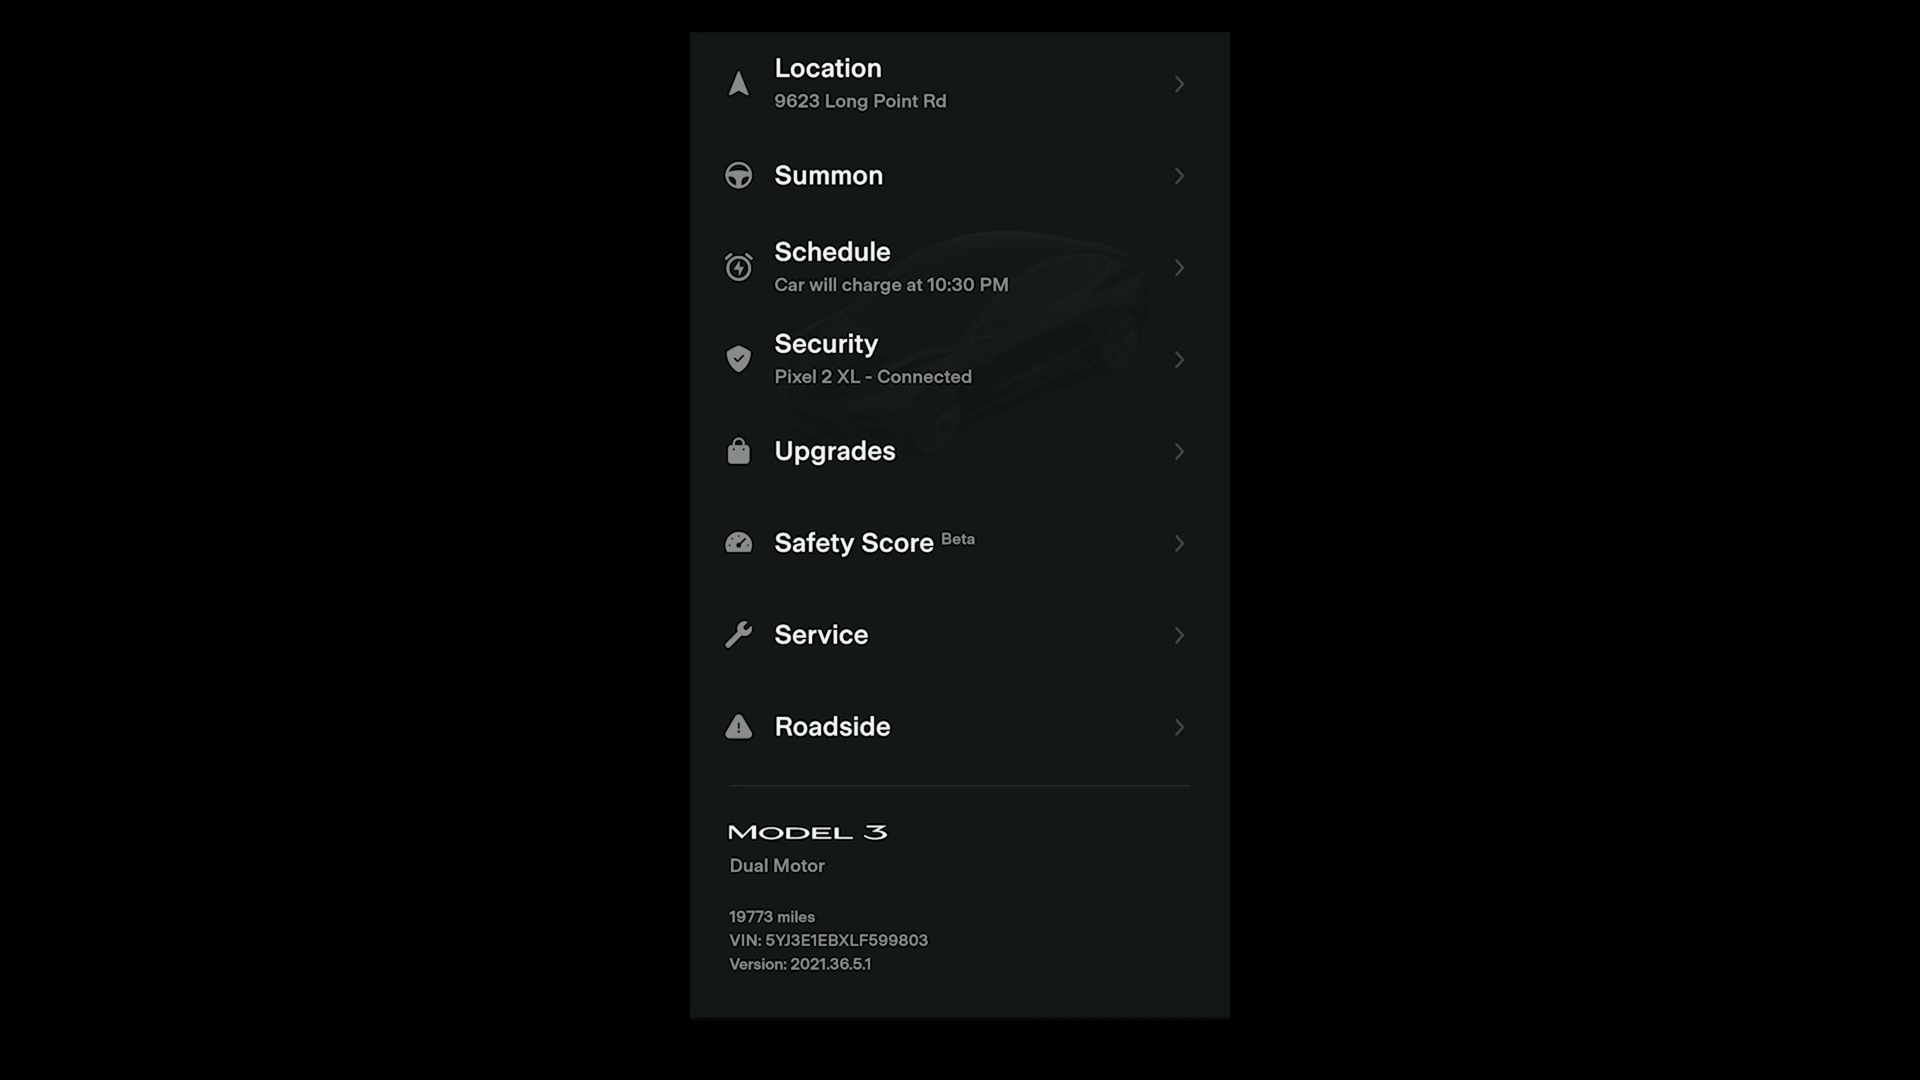 Location
9623 Long Point Rd
Summon
Schedule
Car will charge at 10:30 PM
Security
Pixel 2 XL - Connected
Upgrades
Safety Score Beta
Service
Roadside
MODEL 3
Dual Motor
19773 miles
VIN: 5YJ3E1EBXLF599803
Version: 2021.36.5.1